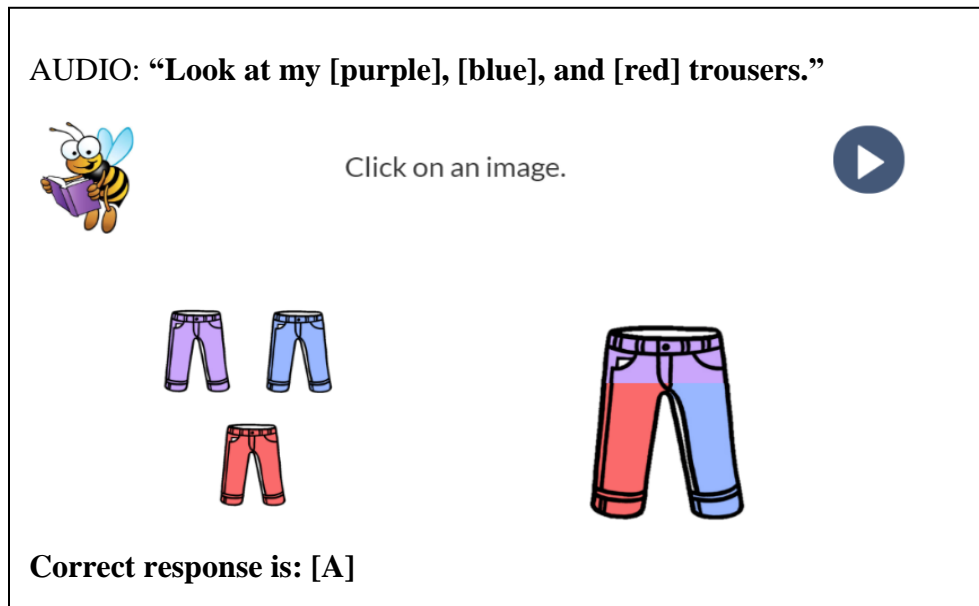 AUDIO: “Look at my [purple], [blue], and [red] trousers.”
Click on an image.
Correct response is: [A]